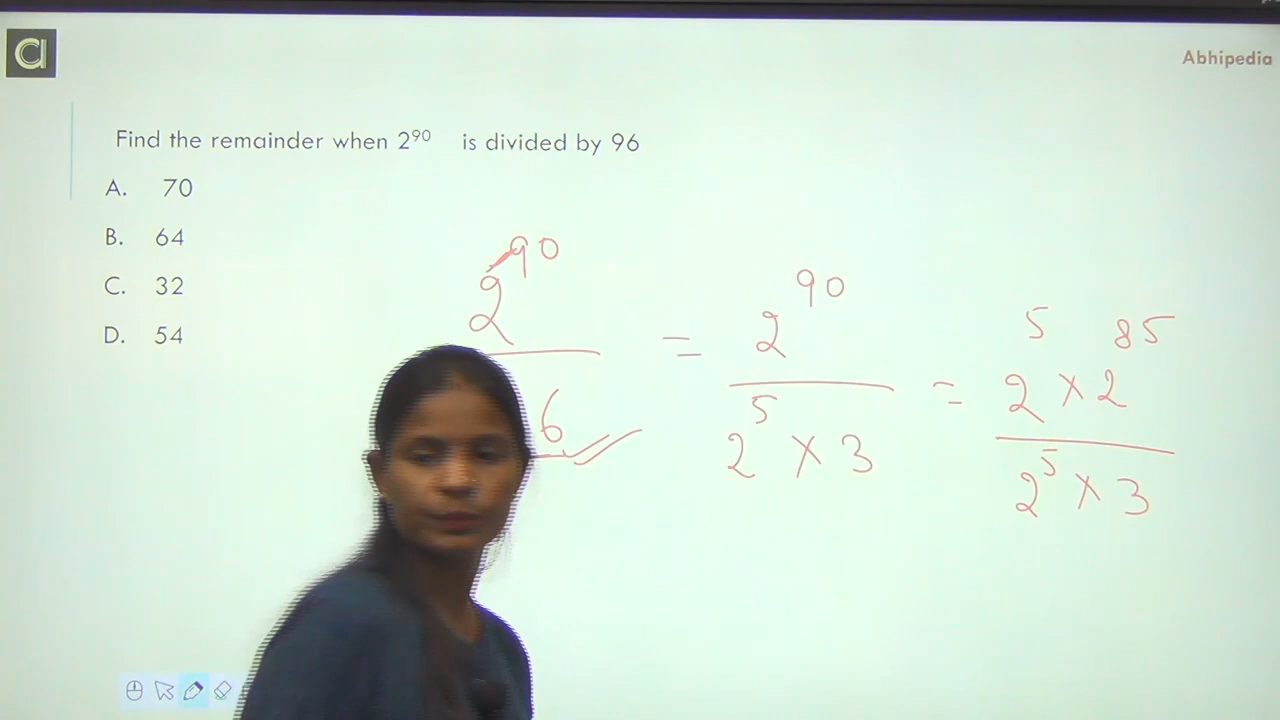 Abhipedia
Find the remainder when 2⁹⁰ is divided by 96
A. 70
B. 64
C. 32
D. 54
2⁹⁰ / 6 = 2⁹⁰ / 2⁵ × 3 = 2⁵ × 2⁸⁵ / 2⁵ × 3